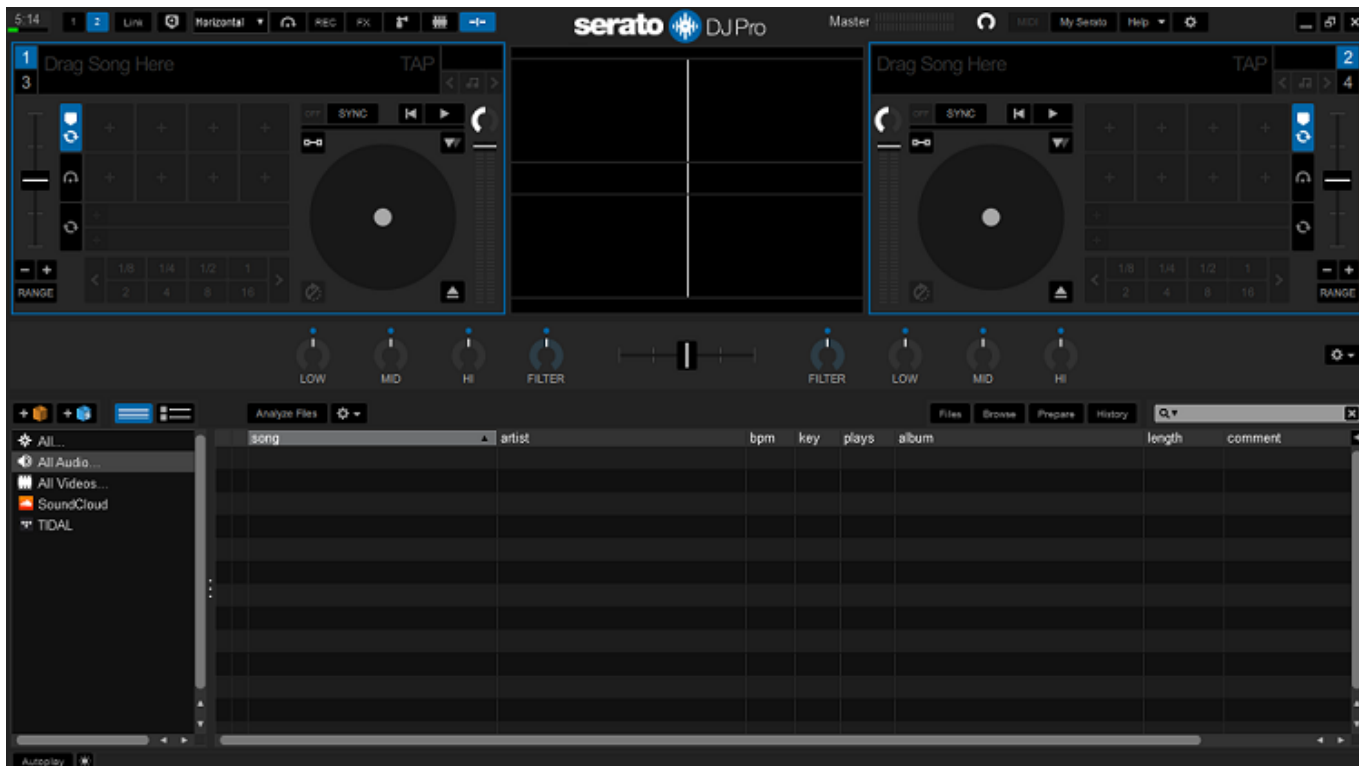 5:14 1 2 Link Horizontal REC FX serato DJ Pro Master MIDI My Serato Help
1 Drag Song Here TAP
3
Drag Song Here TAP 2
4
OFF SYNC
OFF SYNC
1/8 1/4 1/2 1
2 4 8 16
RANGE
1/8 1/4 1/2 1
2 4 8 16
RANGE
LOW MID HI FILTER FILTER LOW MID HI
Analyze Files Files Browse Prepare History
song artist bpm key plays album length comment
All...
All Audio...
All Videos...
SoundCloud
TIDAL
Autoplay